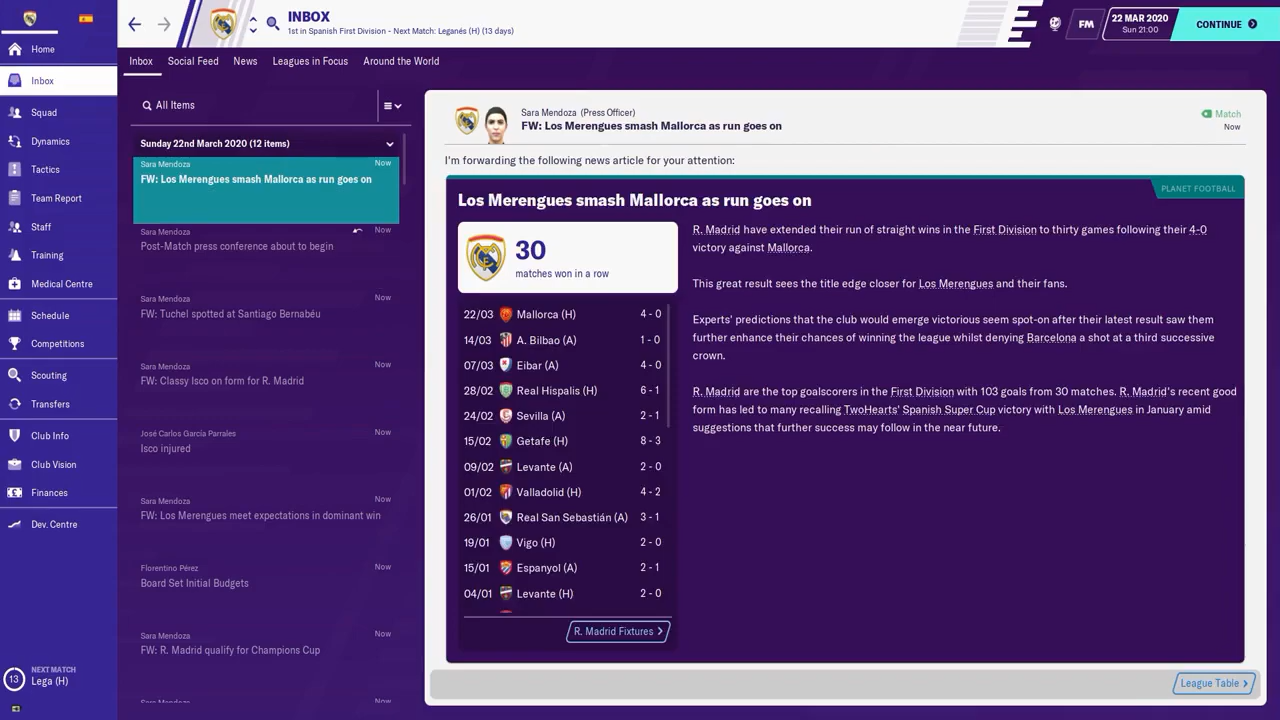 INBOX
1st in Spanish First Division - Next Match: Leganés (H) (13 days)
FM
22 MAR 2020
Sun 21:00
CONTINUE
Home
Inbox
Squad
Dynamics
Tactics
Team Report
Staff
Training
Medical Centre
Schedule
Competitions
Scouting
Transfers
Club Info
Club Vision
Finances
Dev. Centre
NEXT MATCH
13
Lega (H)
Inbox
Social Feed
News
Leagues in Focus
Around the World
All Items
Sunday 22nd March 2020 (12 items)
Sara Mendoza
Now
FW: Los Merengues smash Mallorca as run goes on
Sara Mendoza
Now
Post-Match press conference about to begin
Sara Mendoza
Now
FW: Tuchel spotted at Santiago Bernabéu
Sara Mendoza
Now
FW: Classy Isco on form for R. Madrid
José Carlos García Parrales
Now
Isco injured
Sara Mendoza
Now
FW: Los Merengues meet expectations in dominant win
Florentino Pérez
Now
Board Set Initial Budgets
Sara Mendoza
Now
FW: R. Madrid qualify for Champions Cup
Sara Mendoza
Now
Sara Mendoza (Press Officer)
FW: Los Merengues smash Mallorca as run goes on
Match
Now
I'm forwarding the following news article for your attention:
PLANET FOOTBALL
Los Merengues smash Mallorca as run goes on
30
matches won in a row
22/03 Mallorca (H) 4 - 0
14/03 A. Bilbao (A) 1 - 0
07/03 Eibar (A) 4 - 0
28/02 Real Hispalis (H) 6 - 1
24/02 Sevilla (A) 2 - 1
15/02 Getafe (H) 8 - 3
09/02 Levante (A) 2 - 0
01/02 Valladolid (H) 4 - 2
26/01 Real San Sebastián (A) 3 - 1
19/01 Vigo (H) 2 - 0
15/01 Espanyol (A) 2 - 1
04/01 Levante (H) 2 - 0
R. Madrid Fixtures
R. Madrid have extended their run of straight wins in the First Division to thirty games following their 4-0
victory against Mallorca.
This great result sees the title edge closer for Los Merengues and their fans.
Experts' predictions that the club would emerge victorious seem spot-on after their latest result saw them
further enhance their chances of winning the league whilst denying Barcelona a shot at a third successive
crown.
R. Madrid are the top goalscorers in the First Division with 103 goals from 30 matches. R. Madrid's recent good
form has led to many recalling TwoHearts' Spanish Super Cup victory with Los Merengues in January amid
suggestions that further success may follow in the near future.
League Table